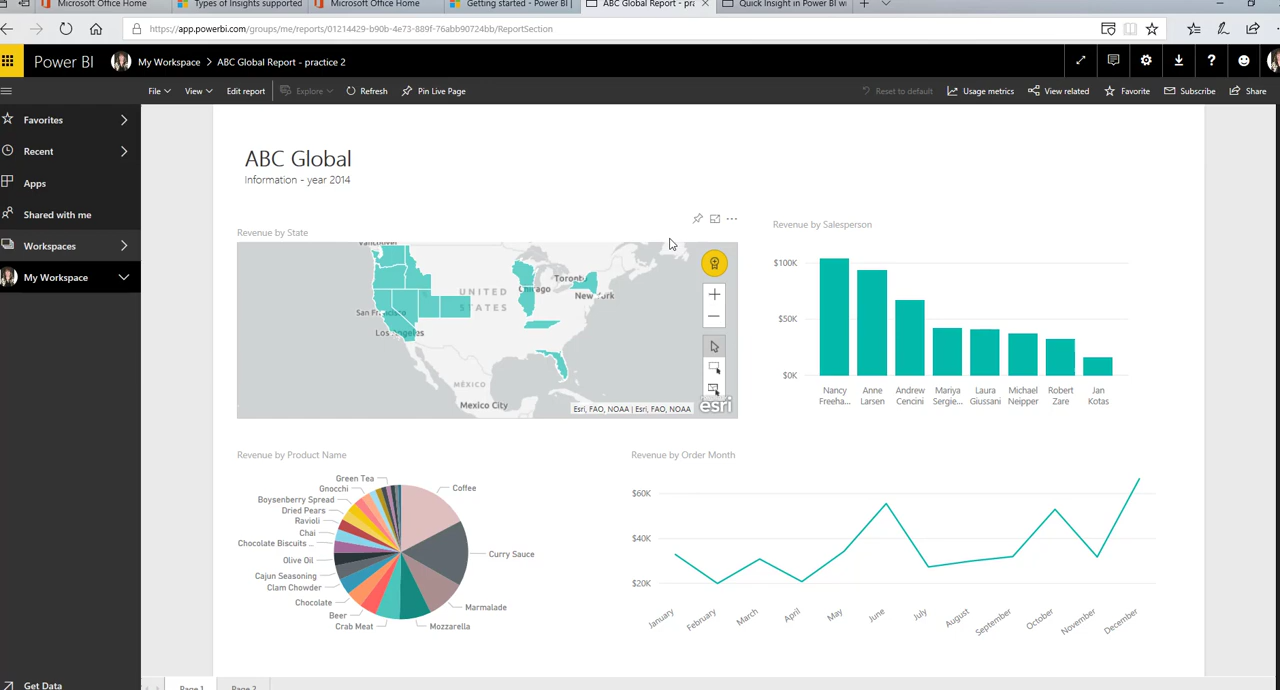 Microsoft Office Home
Types of Insights supported
Microsoft Office Home
Getting started - Power BI
ABC Global Report - pra
Quick Insight in Power BI wi
https://app.powerbi.com/groups/me/reports/01214429-b90b-4e73-889f-76abb90724bb/ReportSection
Power BI
My Workspace > ABC Global Report - practice 2
File View Edit report Explore Refresh Pin Live Page
Reset to default Usage metrics View related Favorite Subscribe Share
Favorites
Recent
Apps
Shared with me
Workspaces
My Workspace
Get Data
ABC Global
Information - year 2014
Revenue by State
Vancouver
UNITED
STATES
Toronto
Chicago
New York
San Francisco
Los Angeles
MÉXICO
Mexico City
Esri, FAO, NOAA | Esri, FAO, NOAA
esri
Revenue by Salesperson
$100K
$50K
$0K
Nancy Freeha...
Anne Larsen
Andrew Cencini
Mariya Sergie...
Laura Giussani
Michael Neipper
Robert Zare
Jan Kotas
Revenue by Product Name
Green Tea
Gnocchi
Boysenberry Spread
Dried Pears
Ravioli
Chai
Chocolate Biscuits ...
Olive Oil
Cajun Seasoning
Clam Chowder
Chocolate
Beer
Crab Meat
Coffee
Curry Sauce
Marmalade
Mozzarella
Revenue by Order Month
$60K
$40K
$20K
January
February
March
April
May
June
July
August
September
October
November
December
Page 1
Page 2